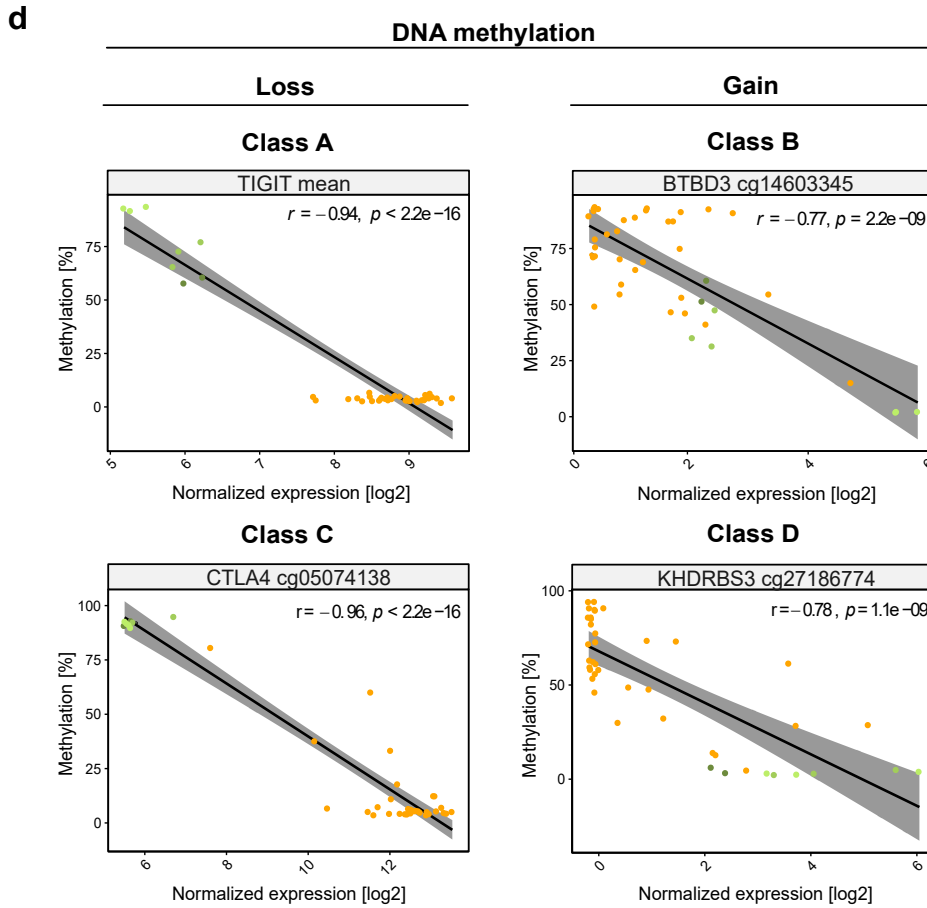 d
DNA methylation
Loss
Gain
Class A
Class B
TIGIT mean
r = −0.94, p < 2.2e−16
Methylation [%]
75
50
25
0
5
6
7
8
9
Normalized expression [log2]
BTBD3 cg14603345
r = −0.77, p = 2.2e−09
Methylation [%]
75
50
25
0
0
2
4
6
Normalized expression [log2]
Class C
Class D
CTLA4 cg05074138
r = −0.96, p < 2.2e−16
Methylation [%]
100
75
50
25
0
6
8
10
12
Normalized expression [log2]
KHDRBS3 cg27186774
r=−0.78, p=1.1e−09
Methylation [%]
100
50
0
0
2
4
6
Normalized expression [log2]